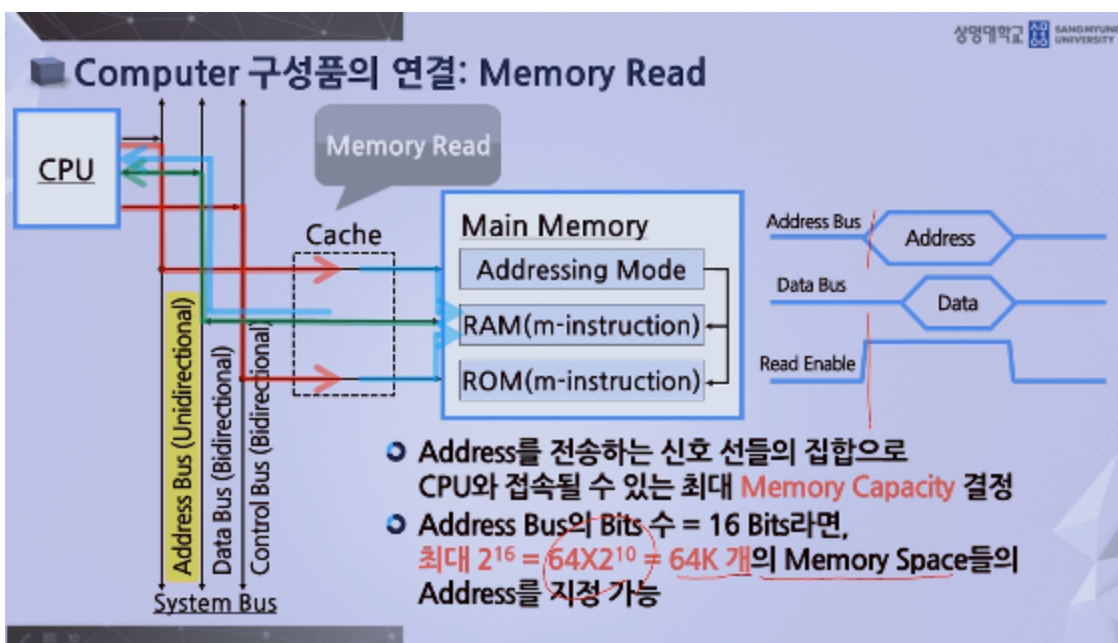 상명대학교 SANGMYUNG UNIVERSITY
Computer 구성품의 연결: Memory Read
CPU
Memory Read
Cache
Main Memory
Addressing Mode
RAM(m-instruction)
ROM(m-instruction)
Address Bus
Address
Data Bus
Data
Read Enable
Address Bus (Unidirectional)
Data Bus (Bidirectional)
Control Bus (Bidirectional)
System Bus
Address를 전송하는 신호 선들의 집합으로
CPU와 접속될 수 있는 최대 Memory Capacity 결정
Address Bus의 Bits 수 = 16 Bits라면,
최대 2¹⁶ = 64X2¹⁰ = 64K 개의 Memory Space들의
Address를 지정 가능